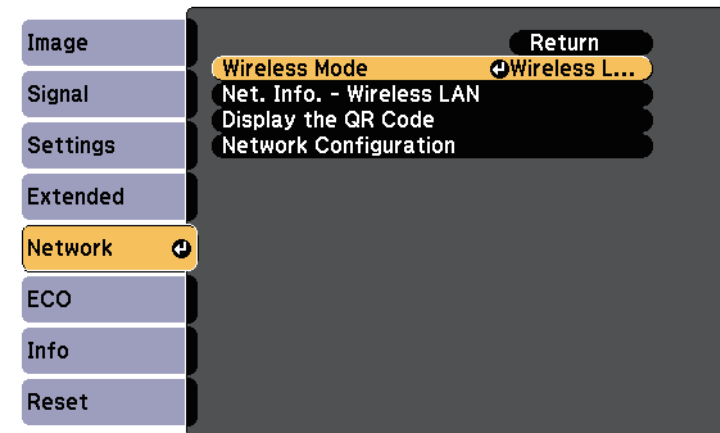 Image
Signal
Settings
Extended
Network
ECO
Info
Reset
Return
Wireless Mode Wireless L...
Net. Info. - Wireless LAN
Display the QR Code
Network Configuration